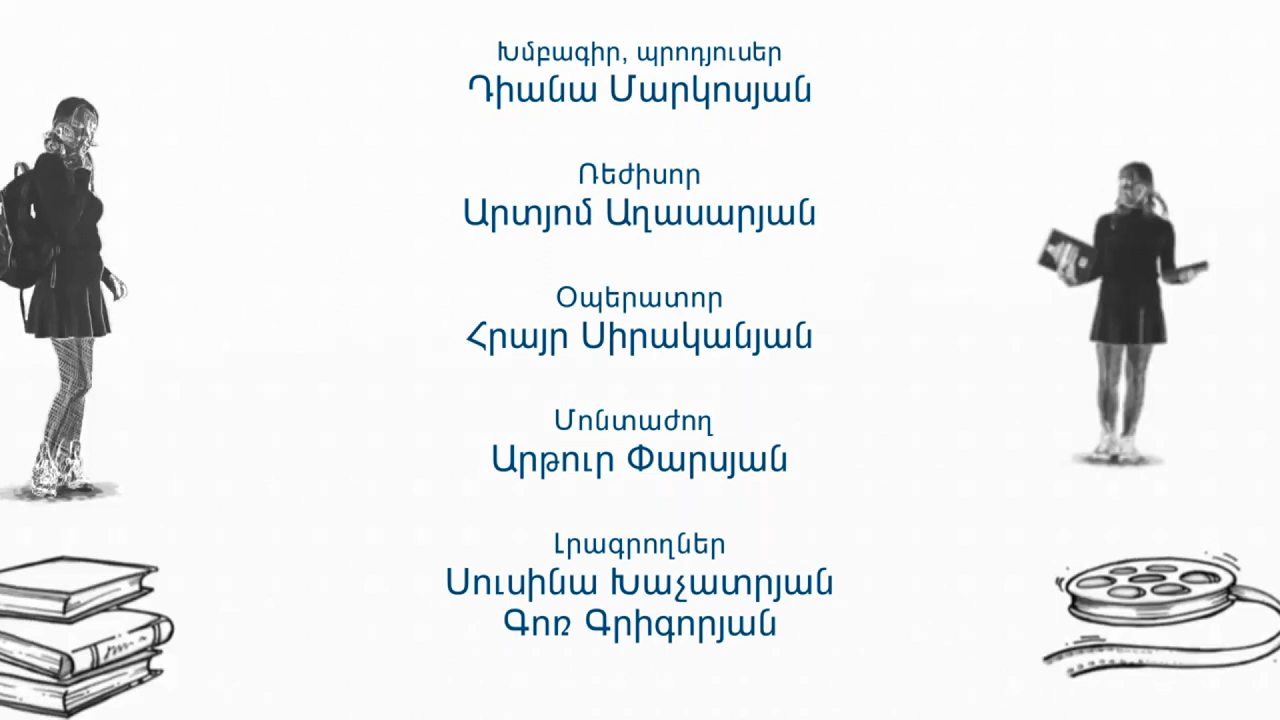 Խմբագիր, պրոդյուսեր
Դիանա Մարկոսյան
Ռեժիսոր
Արտյոմ Աղասարյան
Օպերատոր
Հրայր Սիրականյան
Մոնտաժող
Արթուր Փարսյան
Լրագրողներ
Սուսինա Խաչատրյան
Գոռ Գրիգորյան